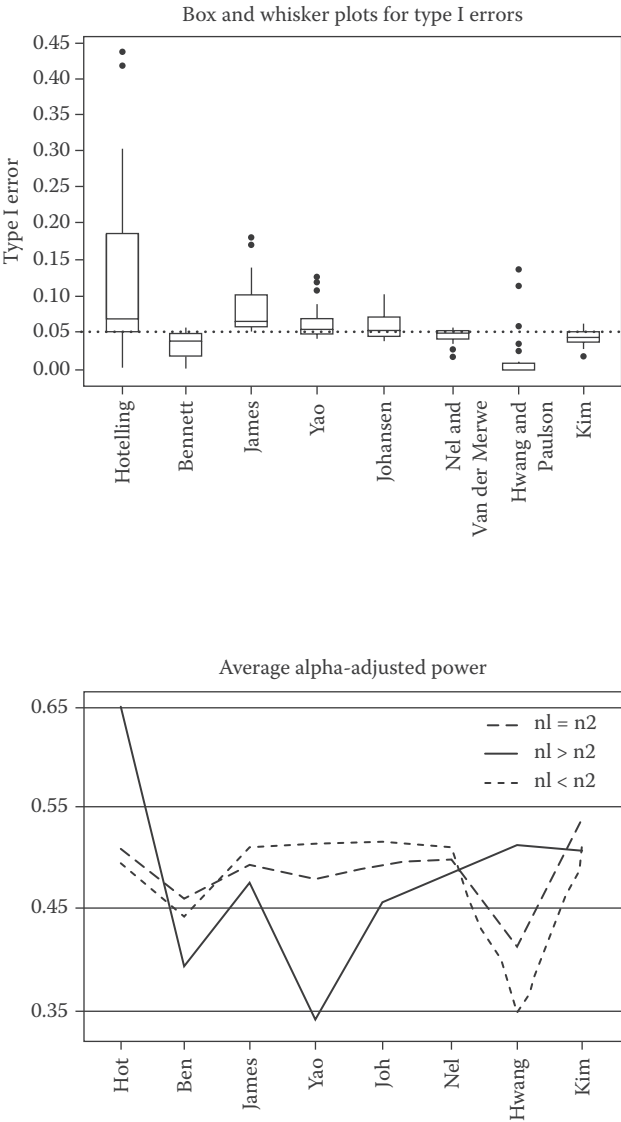 Box and whisker plots for type I errors
Type I error
0.45
0.40
0.35
0.30
0.25
0.20
0.15
0.10
0.05
0.00
Hotelling
Bennett
James
Yao
Johansen
Nel and
Van der Merwe
Hwang and
Paulson
Kim
Average alpha-adjusted power
0.65
0.55
0.45
0.35
nl = n2
nl > n2
nl < n2
Hot
Ben
James
Yao
Joh
Nel
Hwang
Kim